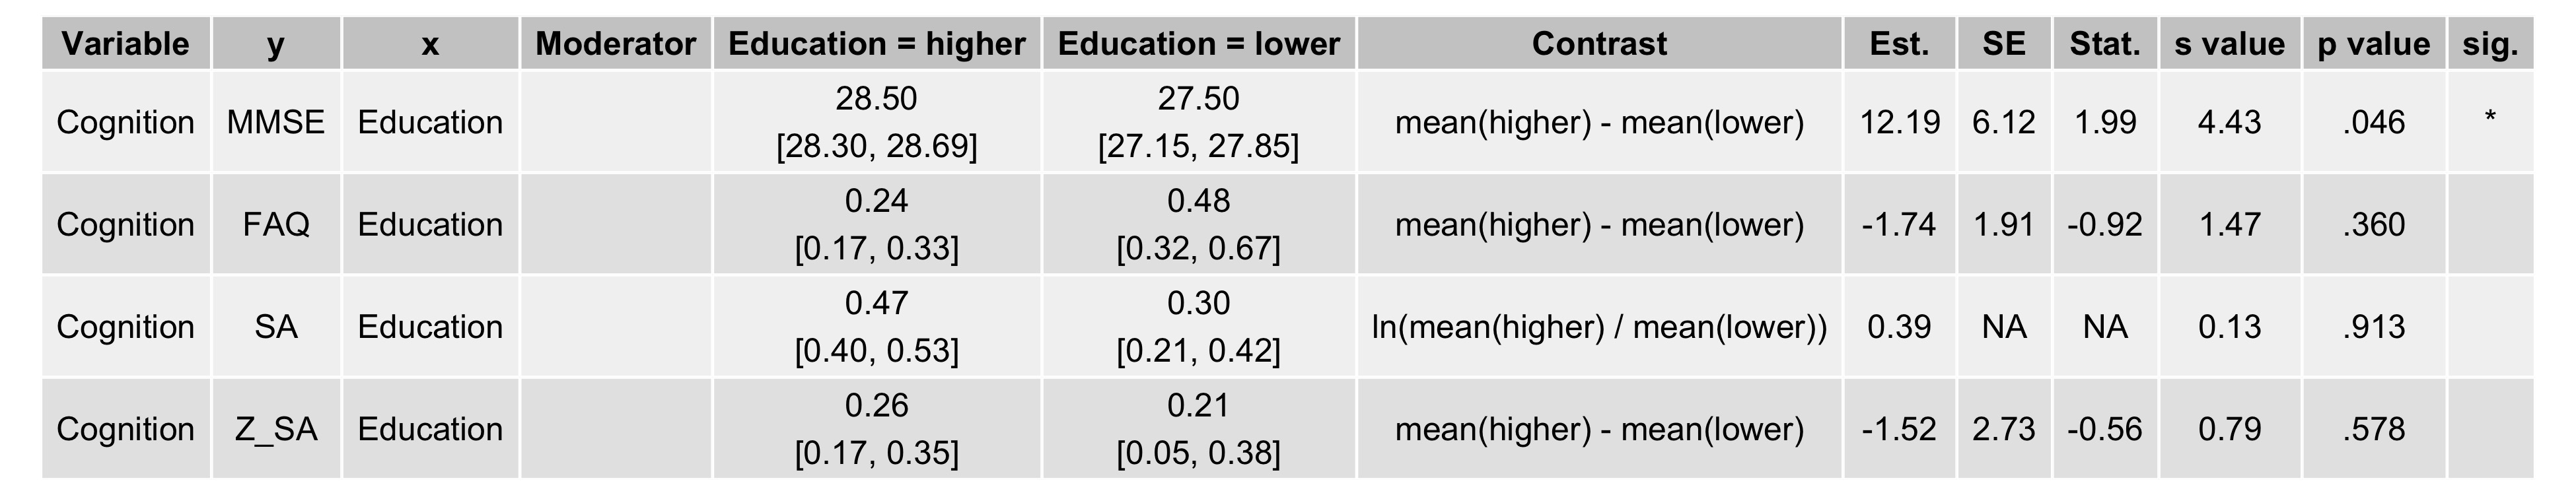 Variable y x Moderator Education = higher Education = lower Contrast Est. SE Stat. s value p value sig.
Cognition MMSE Education 28.50 27.50 mean(higher) - mean(lower) 12.19 6.12 1.99 4.43 .046 *
[28.30, 28.69] [27.15, 27.85]
Cognition FAQ Education 0.24 0.48 mean(higher) - mean(lower) -1.74 1.91 -0.92 1.47 .360
[0.17, 0.33] [0.32, 0.67]
Cognition SA Education 0.47 0.30 ln(mean(higher) / mean(lower)) 0.39 NA NA 0.13 .913
[0.40, 0.53] [0.21, 0.42]
Cognition Z_SA Education 0.26 0.21 mean(higher) - mean(lower) -1.52 2.73 -0.56 0.79 .578
[0.17, 0.35] [0.05, 0.38]